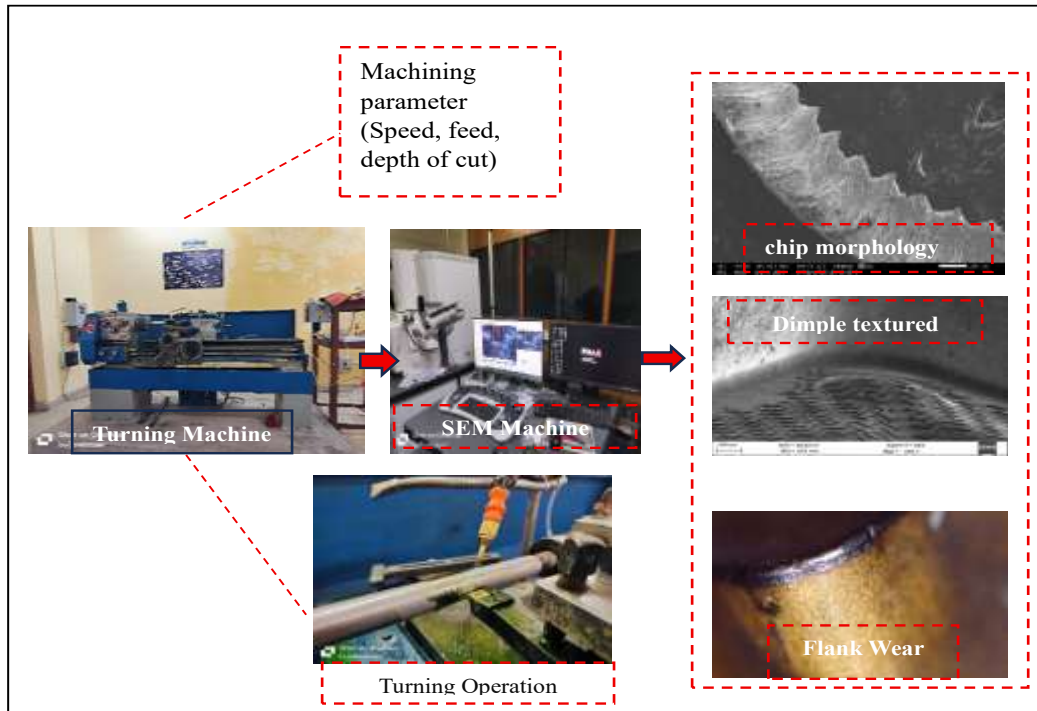 Machining
parameter
(Speed, feed,
depth of cut)
chip morphology
Dimple textured
Turning Machine
SEM Machine
Flank Wear
Turning Operation